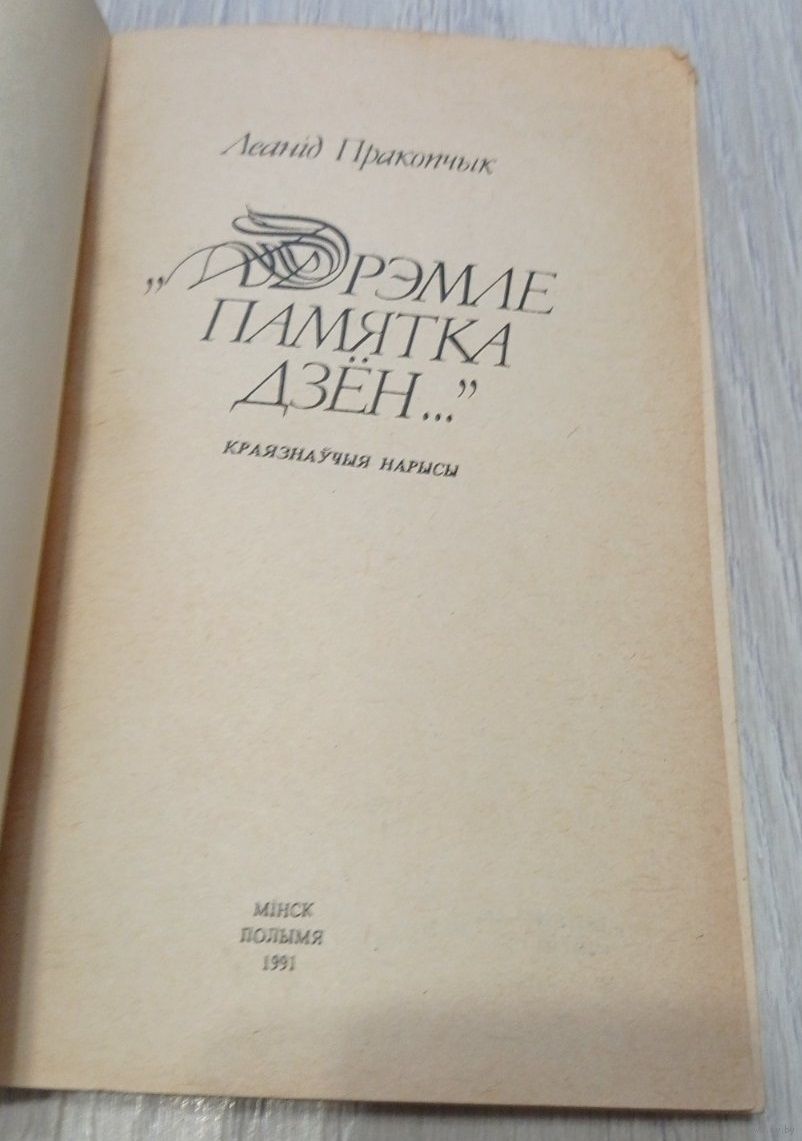 Леанід Пракопчык
„ДРЭМЛЕ
ПАМЯТКА
ДЗЁН...”
КРАЯЗНАЎЧЫЯ НАРЫСЫ
МІНСК
ПОЛЫМЯ
1991